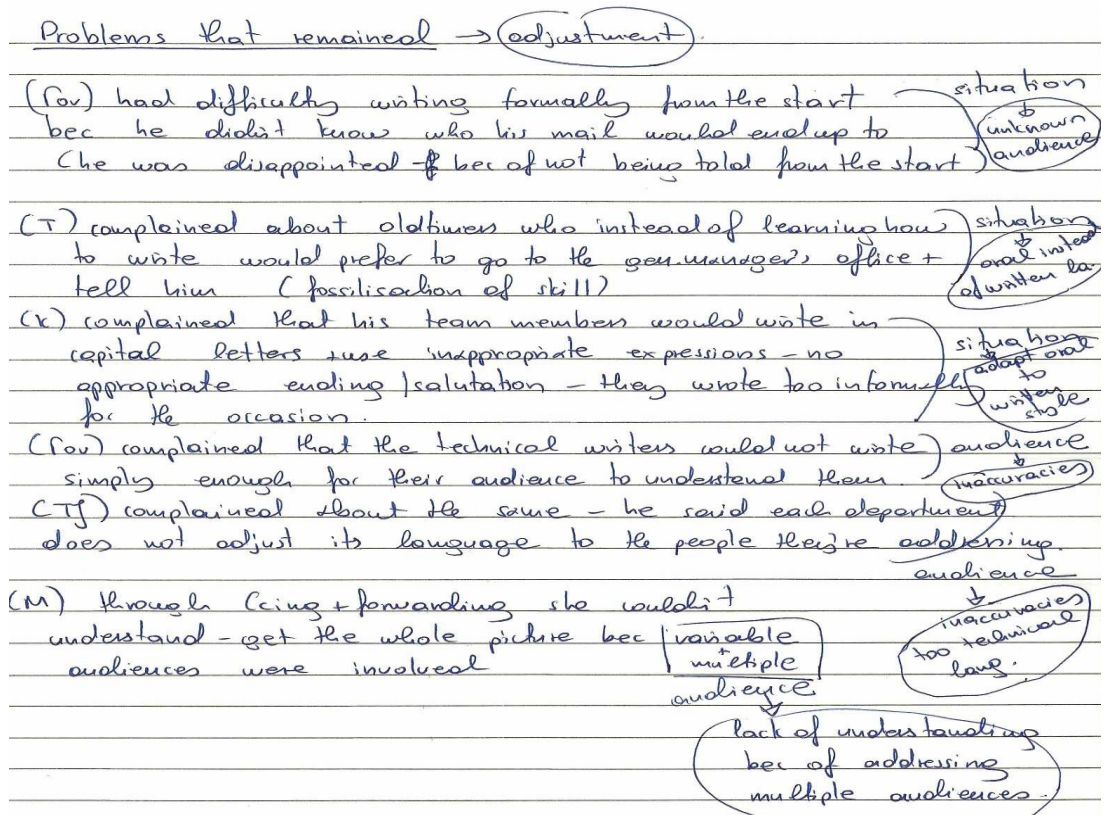 Problems that remained → adjustment.
(Γου) had difficulty writing formally from the start
situation
bec he didn't know who his mail would end up to
unknown
audience
(he was disappointed bec of not being told from the start)
(T) complained about oldtimers who instead of learning how
situation
to write would prefer to go to the gen. manager's office +
oral instead
of written la.
tell him (fossilisation of skill)
(K) complained that his team members would write in
capital letters + use inappropriate expressions - no
situation
adapt oral
to
written
style
appropriate ending / salutation - they wrote too informally
for the occasion.
(Γου) complained that the technical writers would not write
audience
simply enough for their audience to understand them.
inaccuracies
(Tf) complained about the same - he said each department
does not adjust its language to the people they're addressing.
audience
inaccuracies
too technical
lang.
(M) through CCing + forwarding she couldn't
understand - get the whole picture bec variable
+
multiple
audiences were involved
audience
lack of understanding
bec of addressing
multiple audiences.